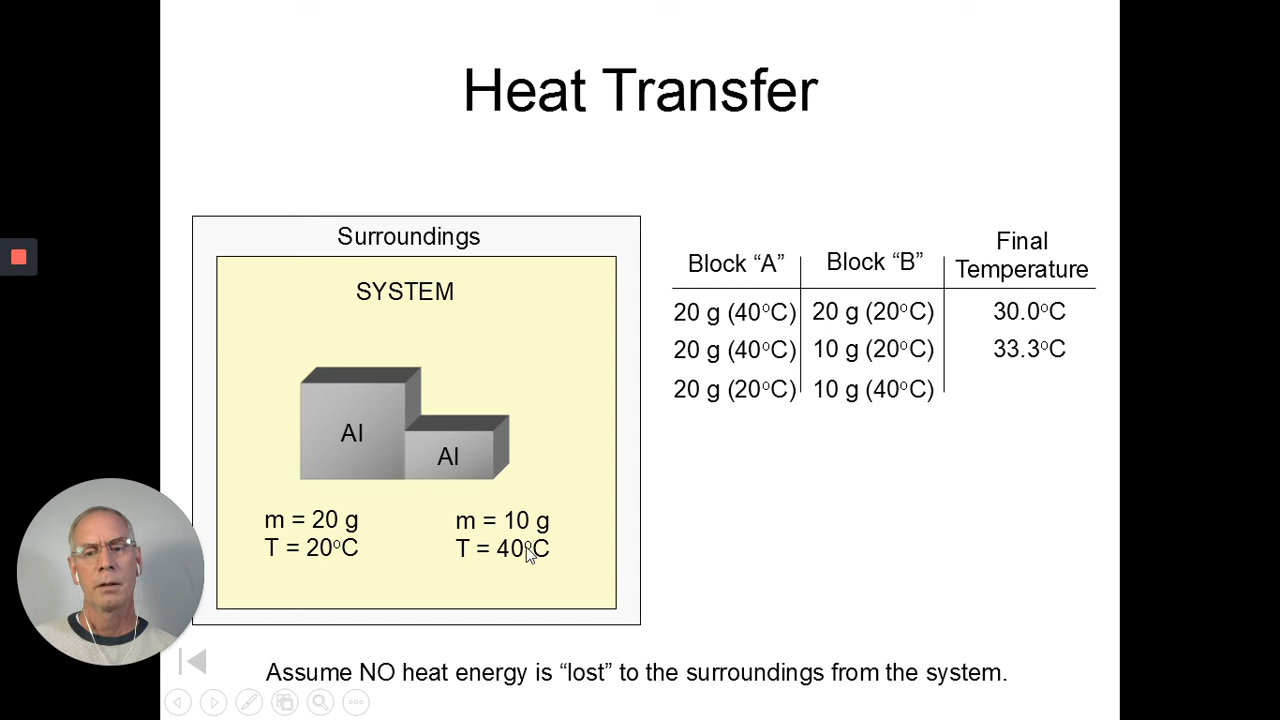 Heat Transfer
Surroundings
SYSTEM
Al
Al
m = 20 g
T = 20°C
m = 10 g
T = 40°C
Block “A” Block “B” Final Temperature
20 g (40°C) 20 g (20°C) 30.0°C
20 g (40°C) 10 g (20°C) 33.3°C
20 g (20°C) 10 g (40°C)
Assume NO heat energy is “lost” to the surroundings from the system.